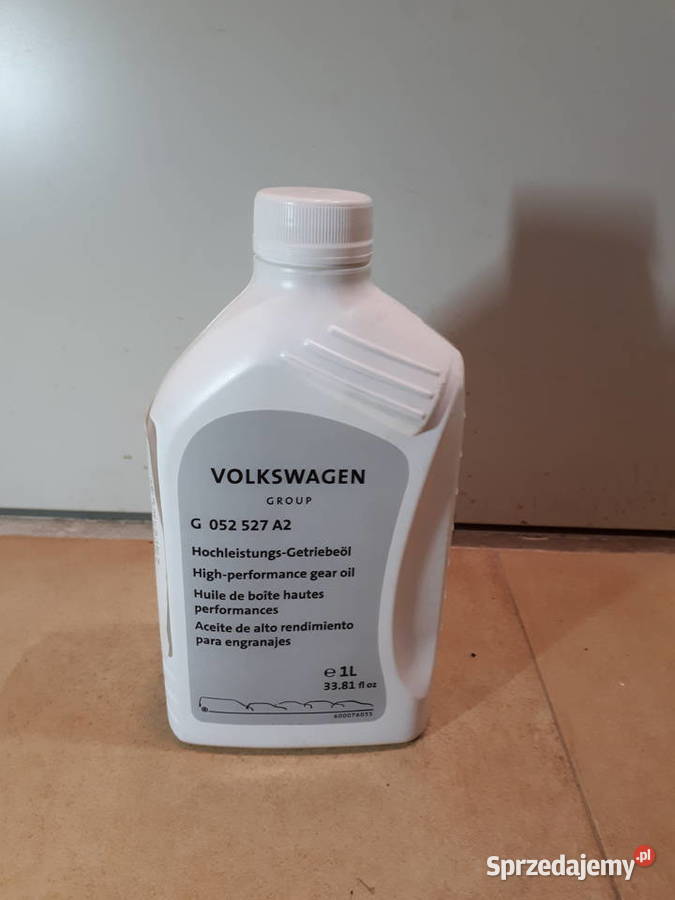 VOLKSWAGEN
GROUP
G 052 527 A2
Hochleistungs-Getriebeöl
High-performance gear oil
Huile de boîte hautes
performances
Aceite de alto rendimiento
para engranajes
℮ 1L
33.81 fl oz
Sprzedajemy.pl